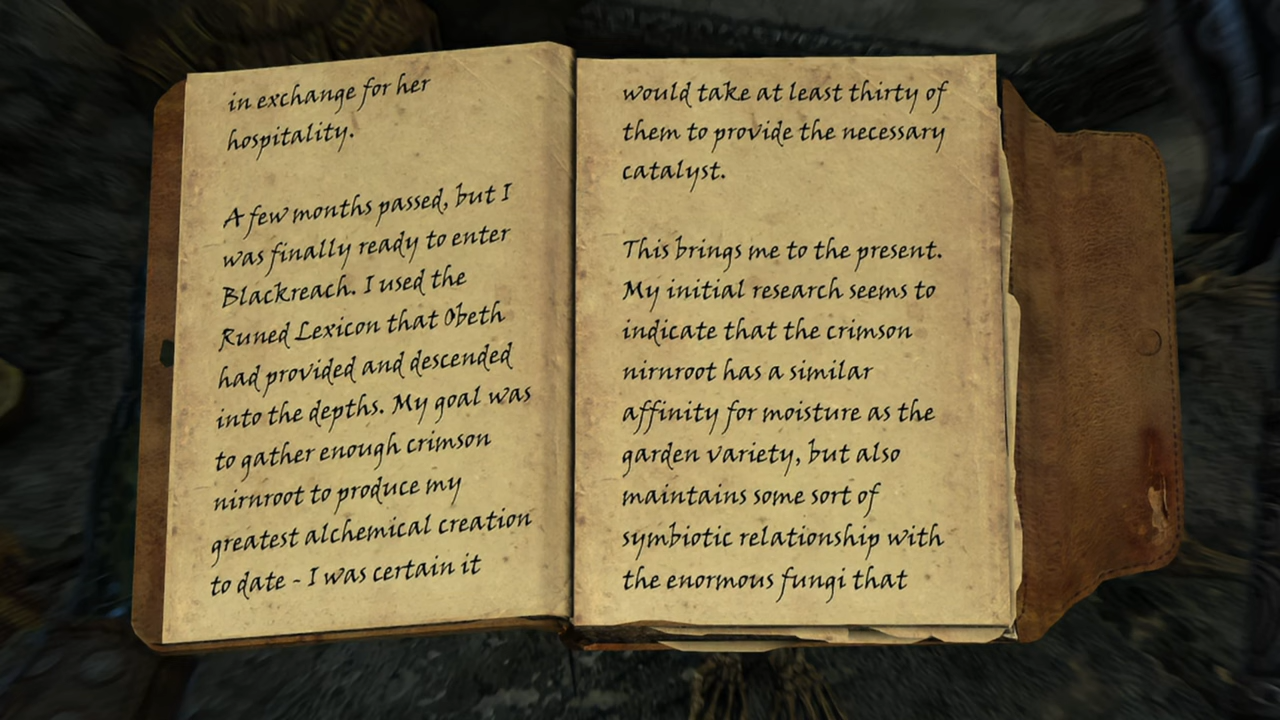 in exchange for her
hospitality.
A few months passed, but I
was finally ready to enter
Blackreach. I used the
Runed Lexicon that Obeth
had provided and descended
into the depths. My goal was
to gather enough crimson
nirnroot to produce my
greatest alchemical creation
to date - I was certain it
would take at least thirty of
them to provide the necessary
catalyst.
This brings me to the present.
My initial research seems to
indicate that the crimson
nirnroot has a similar
affinity for moisture as the
garden variety, but also
maintains some sort of
symbiotic relationship with
the enormous fungi that